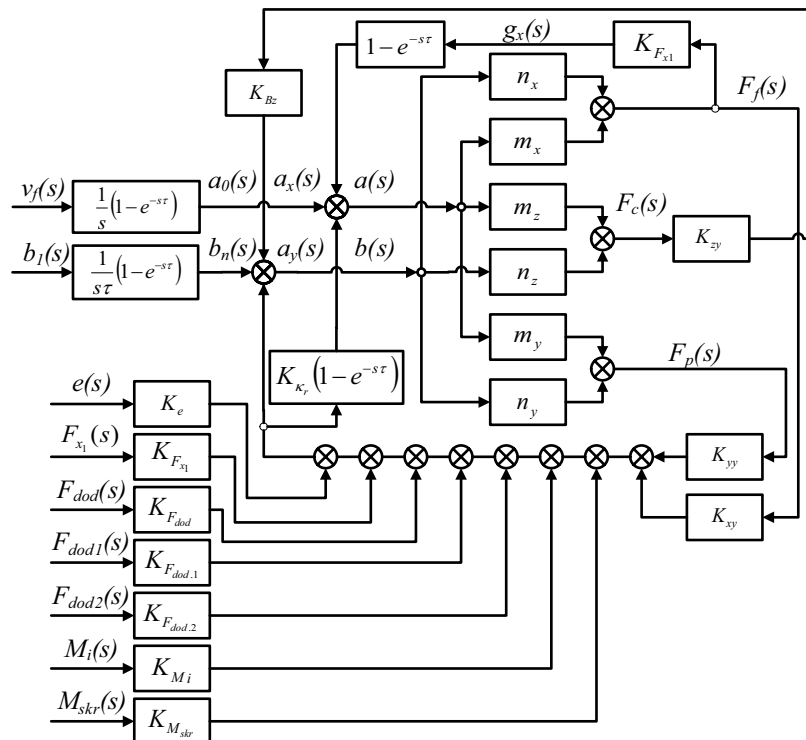 1 − e^{−sτ}
g_x(s)
K_{F_{x1}}
K_{Bz}
n_x
F_f(s)
m_x
v_f(s)
1/s (1−e^{−sτ})
a_0(s)
a_x(s)
a(s)
m_z
F_c(s)
K_{zy}
b_1(s)
1/sτ (1−e^{−sτ})
b_n(s)
a_y(s)
b(s)
n_z
m_y
F_p(s)
K_{κ_r}(1−e^{−sτ})
n_y
e(s)
K_e
F_{x_1}(s)
K_{F_{x_1}}
K_{yy}
F_{dod}(s)
K_{F_{dod}}
K_{xy}
F_{dod1}(s)
K_{F_{dod.1}}
F_{dod2}(s)
K_{F_{dod.2}}
M_i(s)
K_{M i}
M_{skr}(s)
K_{M_{skr}}